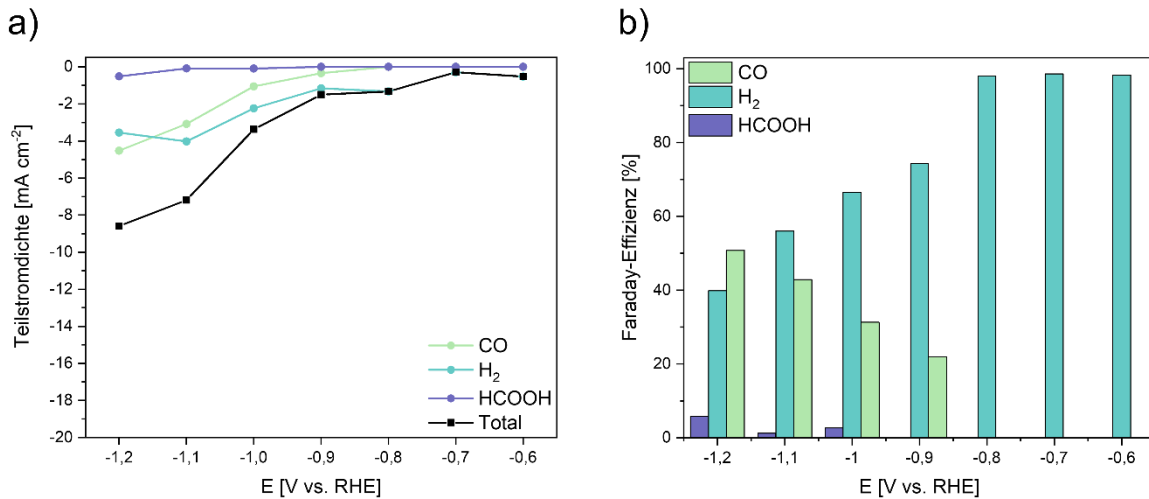 a)
Teilstromdichte [mA cm⁻²]
0
-2
-4
-6
-8
-10
-12
-14
-16
-18
-20
CO
H₂
HCOOH
Total
-1,2 -1,1 -1,0 -0,9 -0,8 -0,7 -0,6
E [V vs. RHE]
b)
Faraday-Effizienz [%]
100
80
60
40
20
0
CO
H₂
HCOOH
-1,2 -1,1 -1 -0,9 -0,8 -0,7 -0,6
E [V vs. RHE]